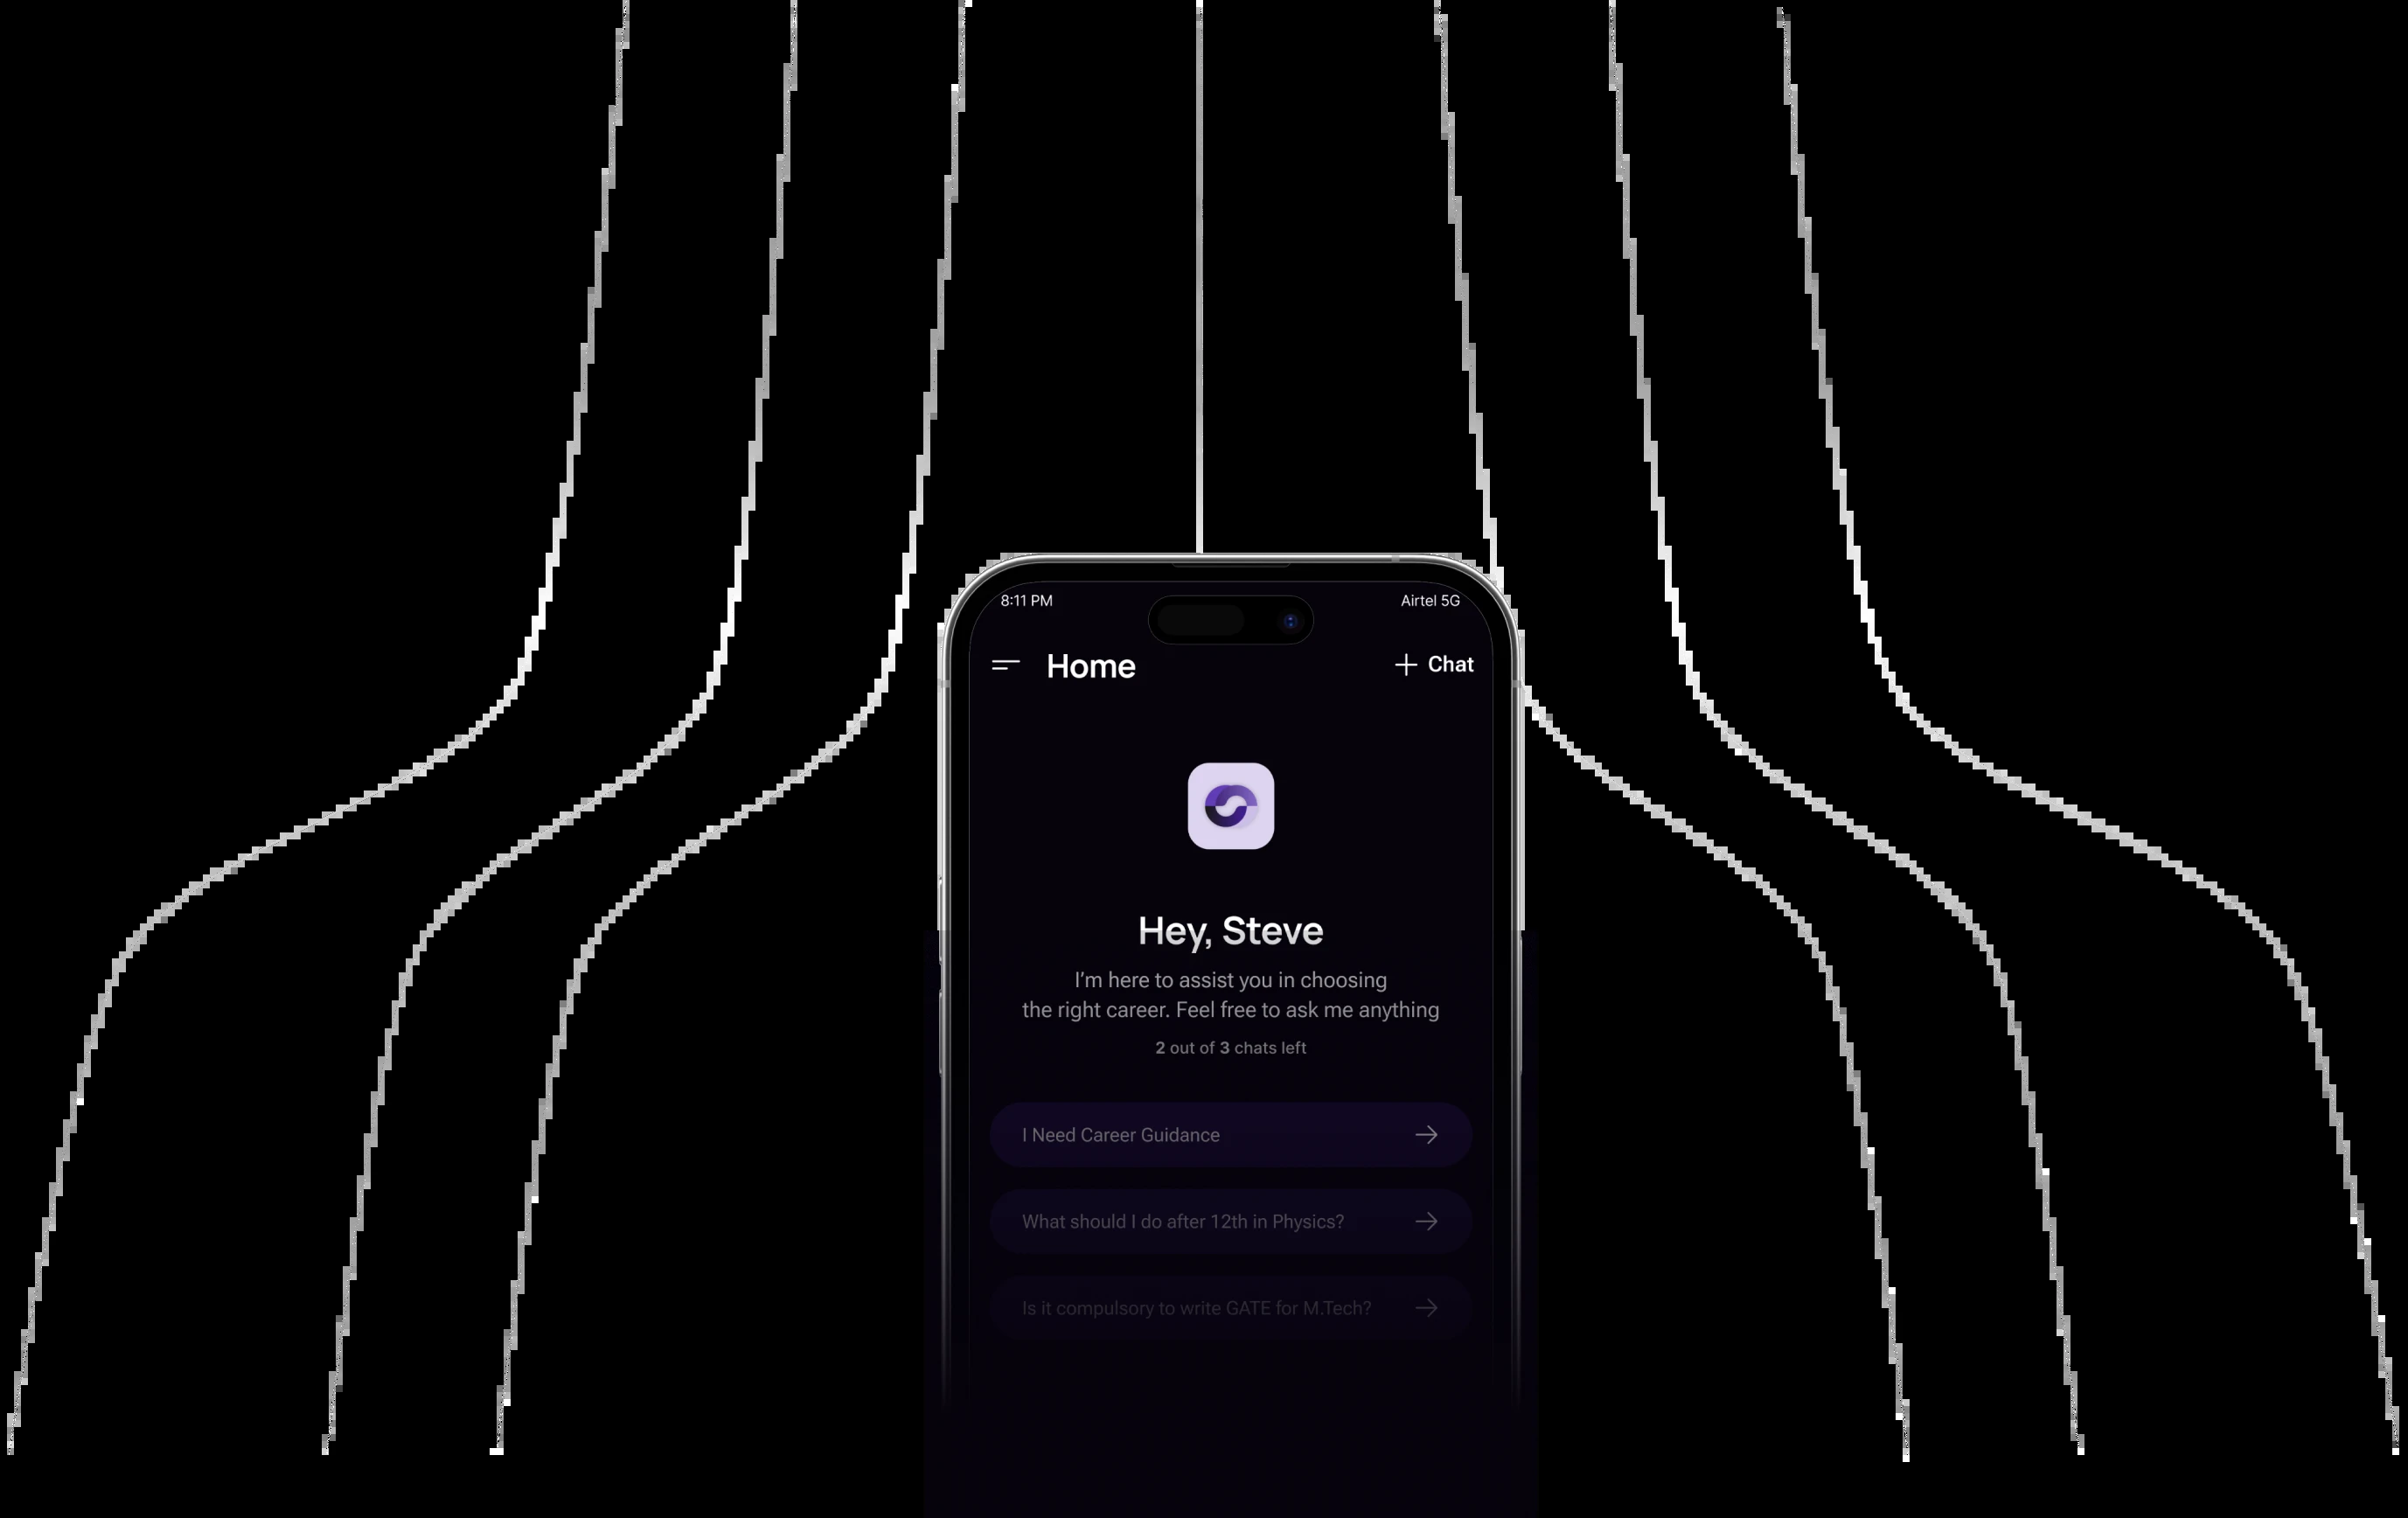 8:11 PM
Airtel 5G
Home
Chat
Hey, Steve
I’m here to assist you in choosing
the right career. Feel free to ask me anything
2 out of 3 chats left
I Need Career Guidance
What should I do after 12th in Physics?
Is it compulsory to write GATE for M.Tech?